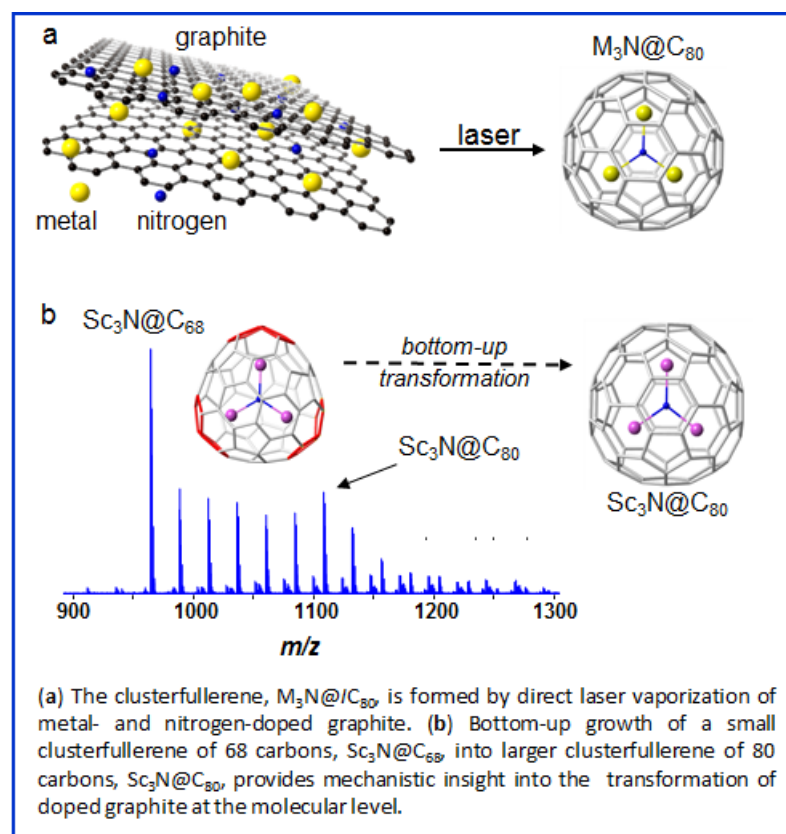 a
graphite
M₃N@C₈₀
laser
metal
nitrogen
b
Sc₃N@C₆₈
bottom-up
transformation
Sc₃N@C₈₀
Sc₃N@C₈₀
900 1000 1100 1200 1300
m/z
(a) The clusterfullerene, M₃N@IC₈₀, is formed by direct laser vaporization of
metal- and nitrogen-doped graphite. (b) Bottom-up growth of a small
clusterfullerene of 68 carbons, Sc₃N@C₆₈, into larger clusterfullerene of 80
carbons, Sc₃N@C₈₀, provides mechanistic insight into the transformation of
doped graphite at the molecular level.